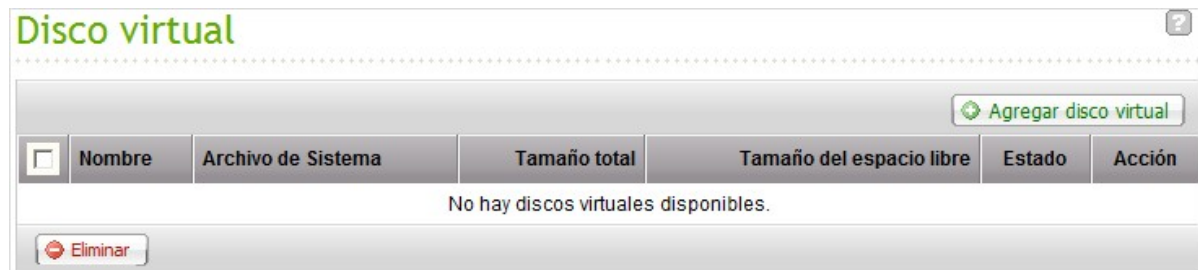 Disco virtual
?
Agregar disco virtual
Nombre Archivo de Sistema Tamaño total Tamaño del espacio libre Estado Acción
No hay discos virtuales disponibles.
Eliminar